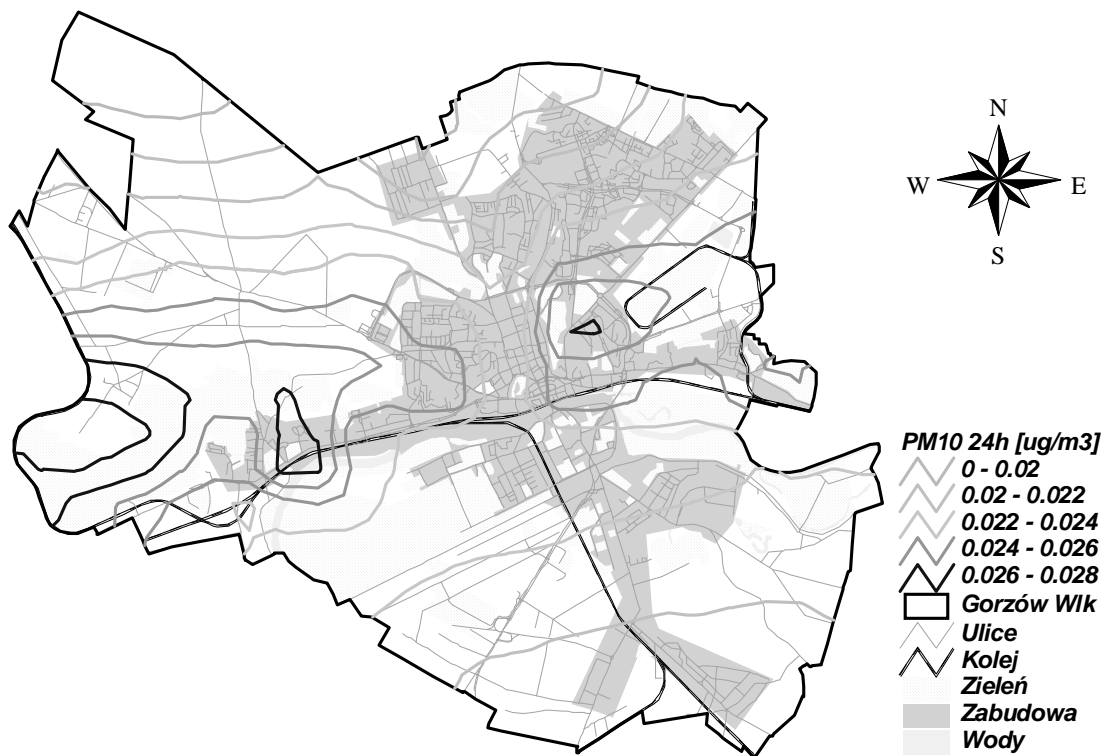 N
W E
S
PM10 24h [ug/m3]
0 - 0.02
0.02 - 0.022
0.022 - 0.024
0.024 - 0.026
0.026 - 0.028
Gorzów Wlk
Ulice
Kolej
Zieleń
Zabudowa
Wody